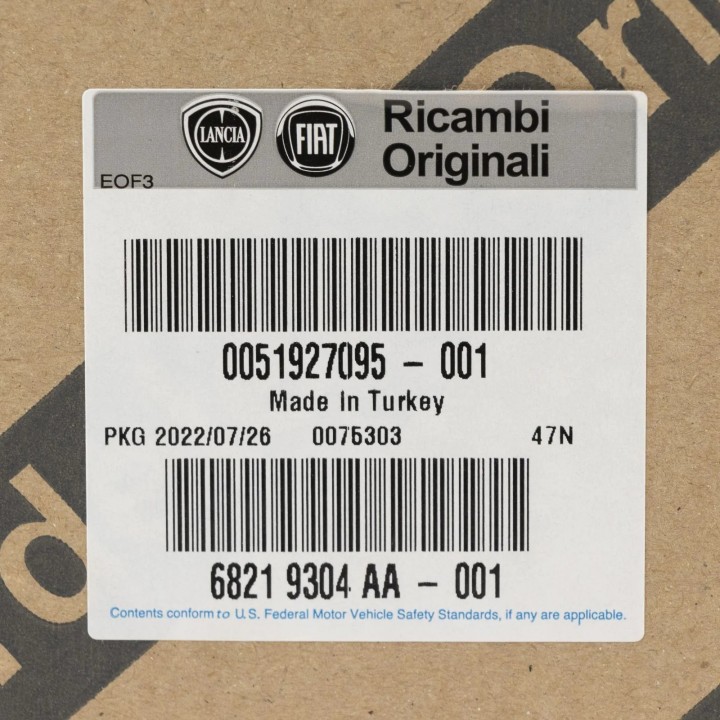 LANCIA FIAT Ricambi
Originali
EOF3
0051927095 - 001
Made In Turkey
PKG 2022/07/26 0075303 47N
6821 9304 AA - 001
Contents conform to U.S. Federal Motor Vehicle Safety Standards, if any are applicable.